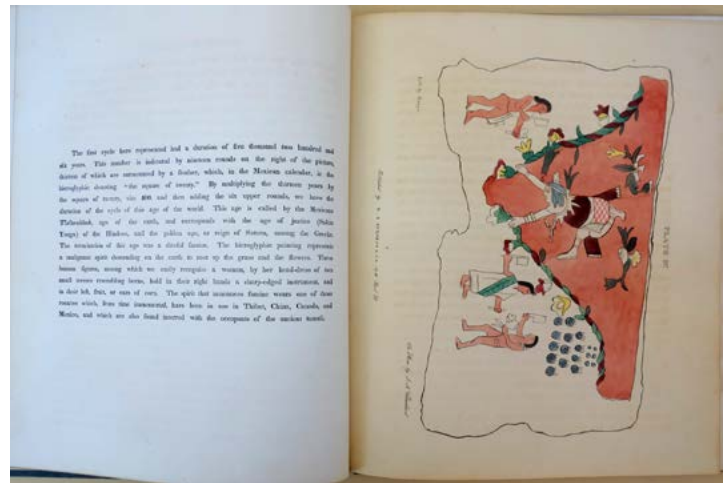 The first cycle here represented had a duration of five thousand two hundred and
six years. This number is indicated by nineteen rounds on the right of the picture,
thirteen of which are surmounted by a feather, which, in the Mexican calendar, is the
hieroglyphic denoting "the square of twenty." By multiplying the thirteen years by
the square of twenty, viz 400 and then adding the six upper rounds, we have the
duration of the cycle of this age of the world. This age is called by the Mexicans
age of the earth, and corresponds with the age of justice (
) of the Hindoos, and the golden age, or reign of Saturn, among the Greeks.
The termination of this age was a dreadful famine. The hieroglyphic painting represents
a malignant spirit descending on the earth to root up the grass and the flowers. Three
human figures, among which we easily recognize a woman, by her head-dress of two
small tresses resembling horns, hold in their right hands a sharp-edged instrument, and
in their left, fruit, or ears of corn. The spirit that announces famine wears one of those
rosaries which, from time immemorial, have been in use in Thibet, China, Canada, and
Mexico, and which are also found interred with the occupants of the ancient tumuli.
PLATE IV